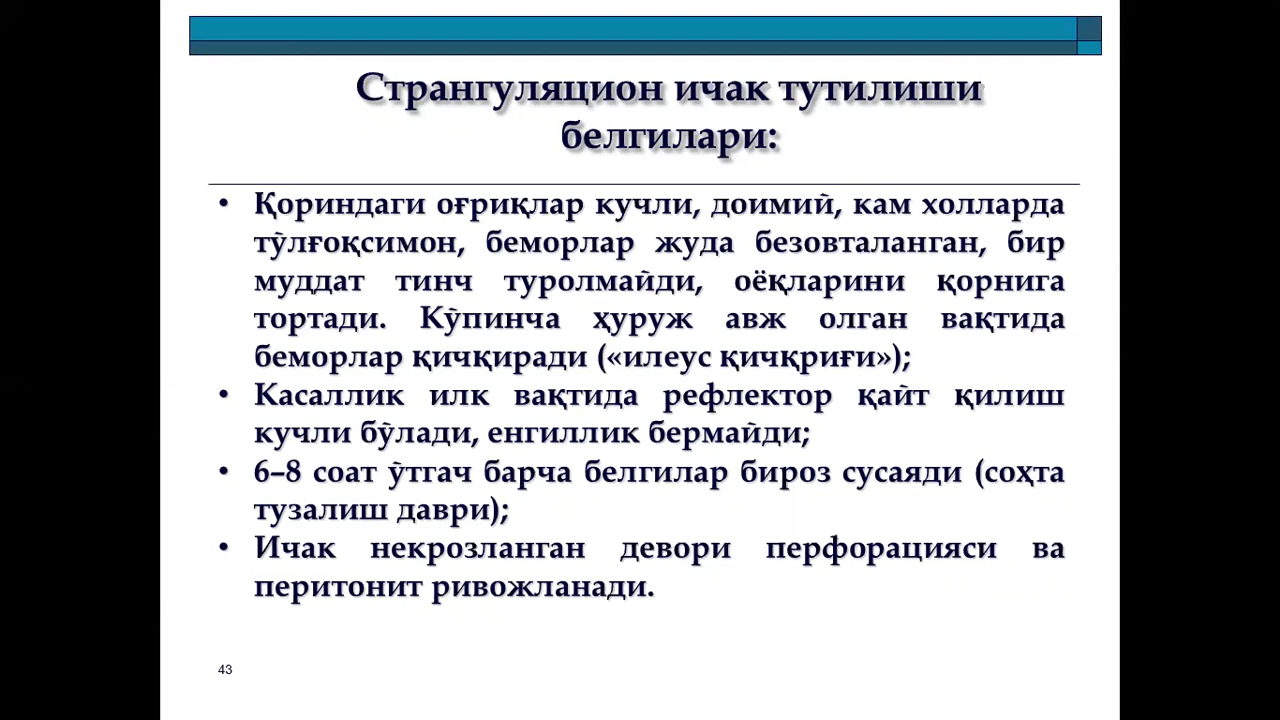 Странгуляцион ичак тутилиши
белгилари:
• Қориндаги оғриқлар кучли, доимий, кам холларда
тўлғоқсимон, беморлар жуда безовталанган, бир
муддат тинч туролмайди, оёқларини қорнига
тортади. Кўпинча ҳуруж авж олган вақтида
беморлар қичқиради («илеус қичқриғи»);
• Касаллик илк вақтида рефлектор қайт қилиш
кучли бўлади, енгиллик бермайди;
• 6–8 соат ўтгач барча белгилар бироз сусаяди (соҳта
тузалиш даври);
• Ичак некрозланган девори перфорацияси ва
перитонит ривожланади.
43